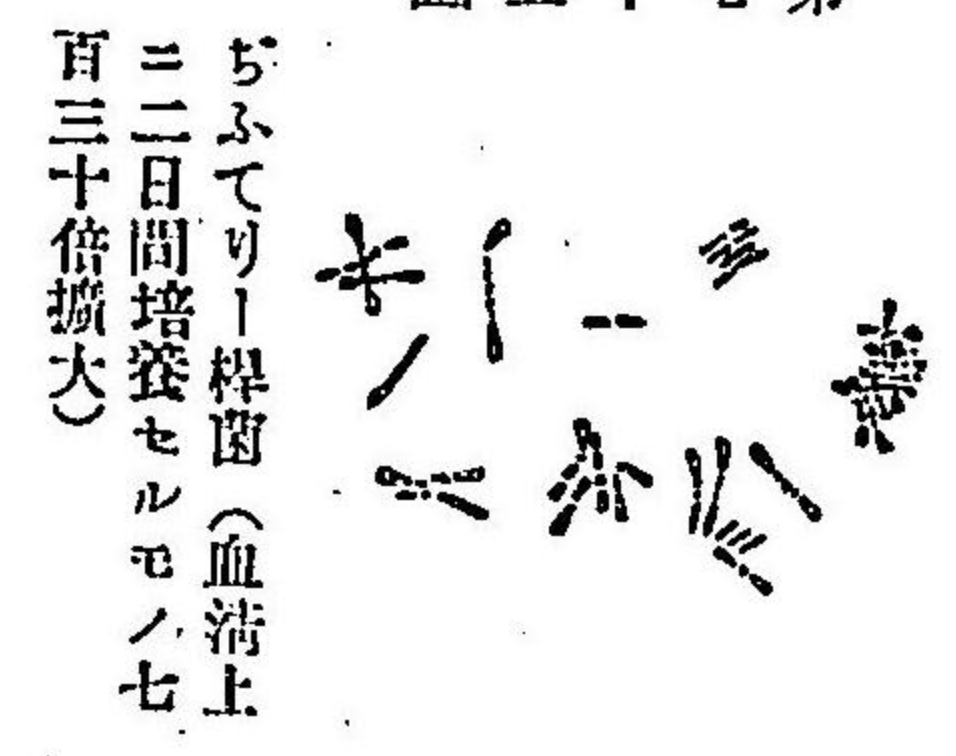 ぢふてりー桿菌（血淸上
ニ二日間培養セルモノ七
百三十倍擴大）